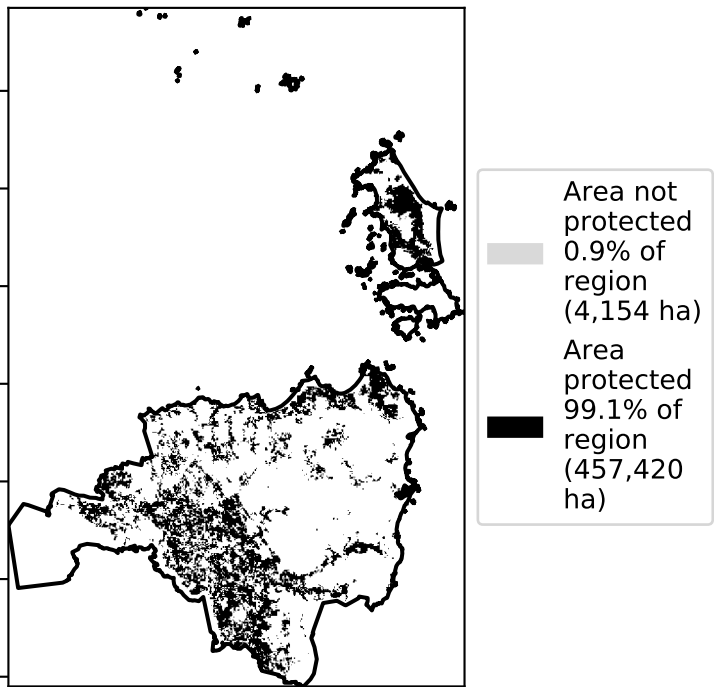 Area not
protected
0.9% of
region
(4,154 ha)
Area
protected
99.1% of
region
(457,420
ha)